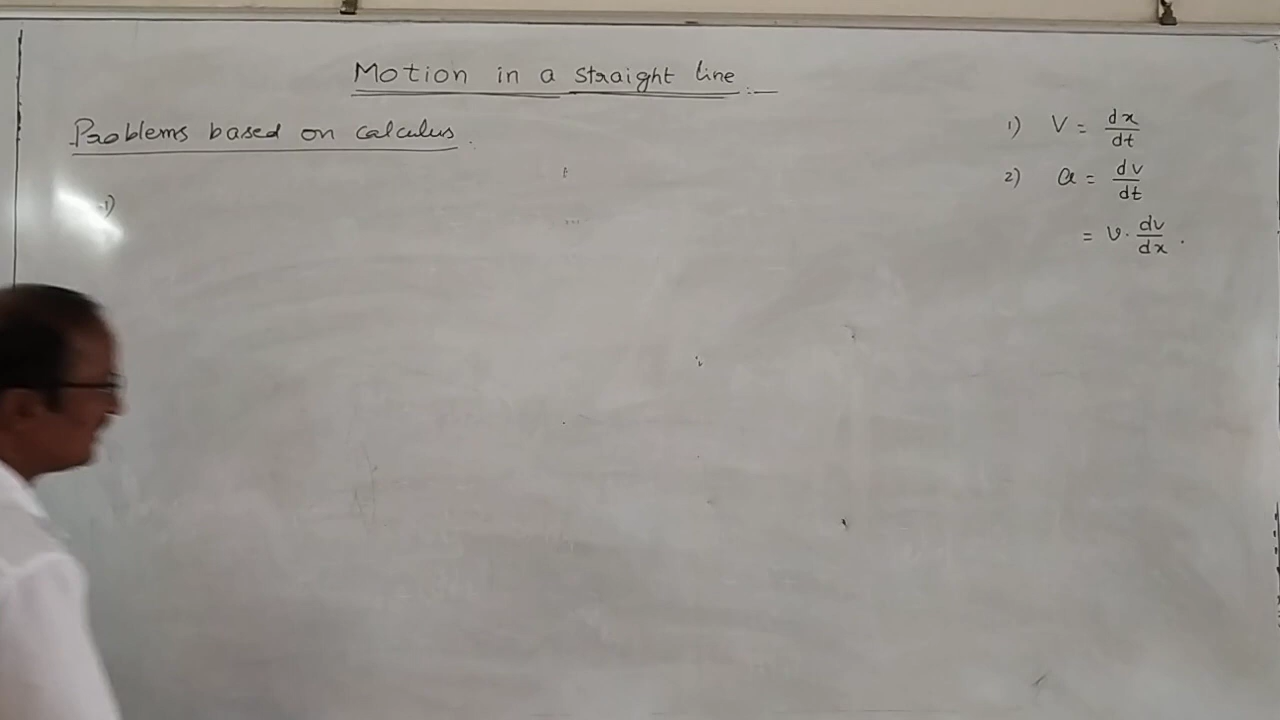 Motion in a straight line :—
Problems based on calculus.
1)
1) V = dx/dt
2) a = dv/dt
= v. dv/dx.